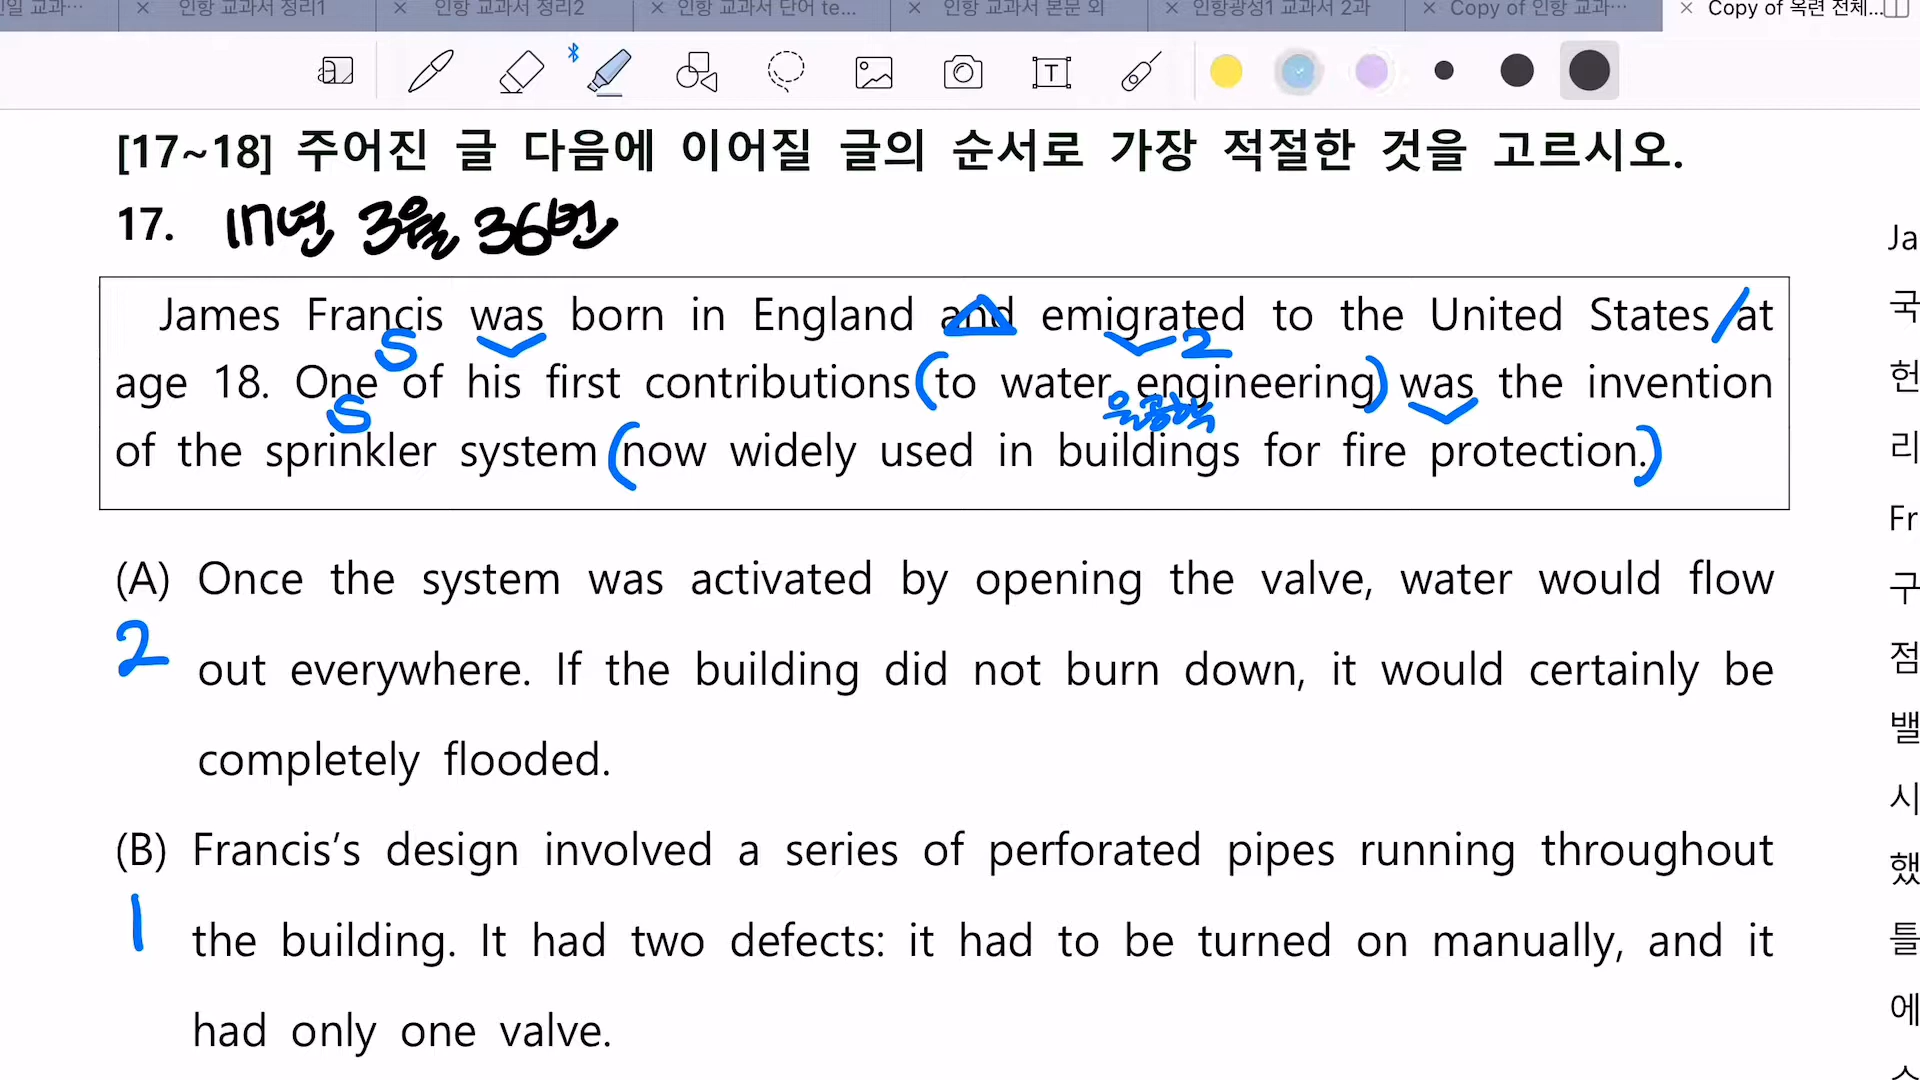 인일 교과…
× 인항 교과서 정리1
× 인항 교과서 정리2
× 인항 교과서 단어 te...
× 인항 교과서 본문 외
× 인항광성1 교과서 2과
× Copy of 인항 교과…
× Copy of 옥련 전체...
[17~18] 주어진 글 다음에 이어질 글의 순서로 가장 적절한 것을 고르시오.
17. 17년 3월 36번
James Francis was born in England and emigrated to the United States / at
S 2
age 18. One of his first contributions (to water engineering) was the invention
S
of the sprinkler system (now widely used in buildings for fire protection.)
(A) Once the system was activated by opening the valve, water would flow
2
out everywhere. If the building did not burn down, it would certainly be
completely flooded.
(B) Francis's design involved a series of perforated pipes running throughout
1
the building. It had two defects: it had to be turned on manually, and it
had only one valve.
Ja
국
헌
리
Fr
구
점
밸
시
했
틀
에